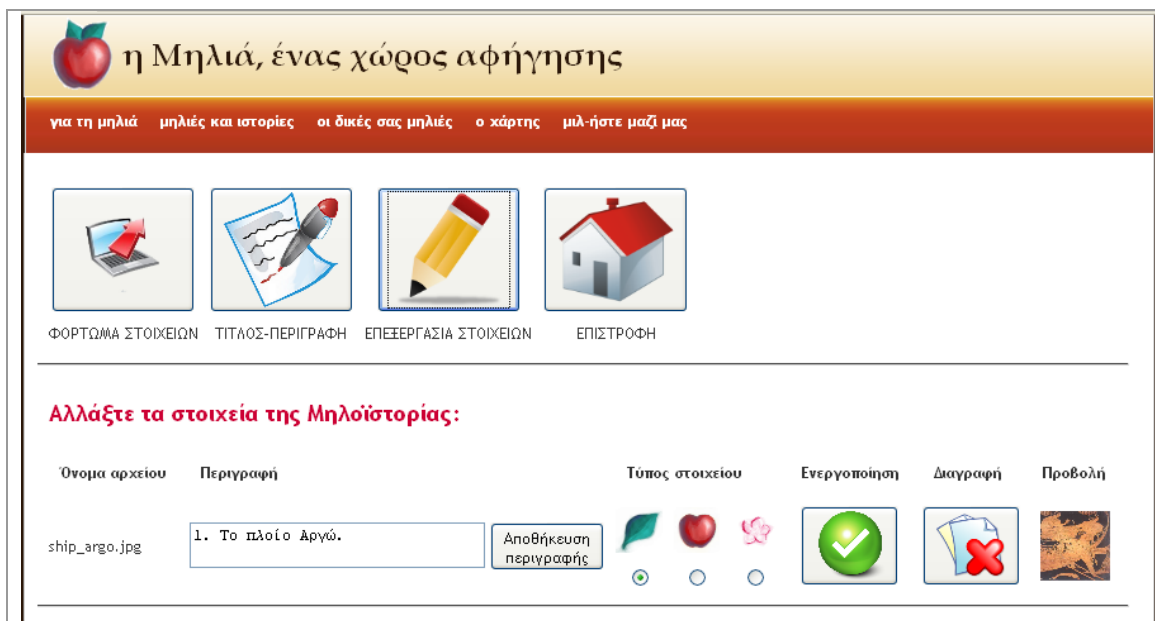 η Μηλιά, ένας χώρος αφήγησης
για τη μηλιά μηλιές και ιστορίες οι δικές σας μηλιές ο χάρτης μιλ-ήστε μαζί μας
ΦΟΡΤΩΜΑ ΣΤΟΙΧΕΙΩΝ ΤΙΤΛΟΣ-ΠΕΡΙΓΡΑΦΗ ΕΠΕΞΕΡΓΑΣΙΑ ΣΤΟΙΧΕΙΩΝ ΕΠΙΣΤΡΟΦΗ
Αλλάξτε τα στοιχεία της Μηλοϊστορίας:
Όνομα αρχείου Περιγραφή Τύπος στοιχείου Ενεργοποίηση Διαγραφή Προβολή
ship_argo.jpg 1. Το πλοίο Αργώ. Αποθήκευση
περιγραφής